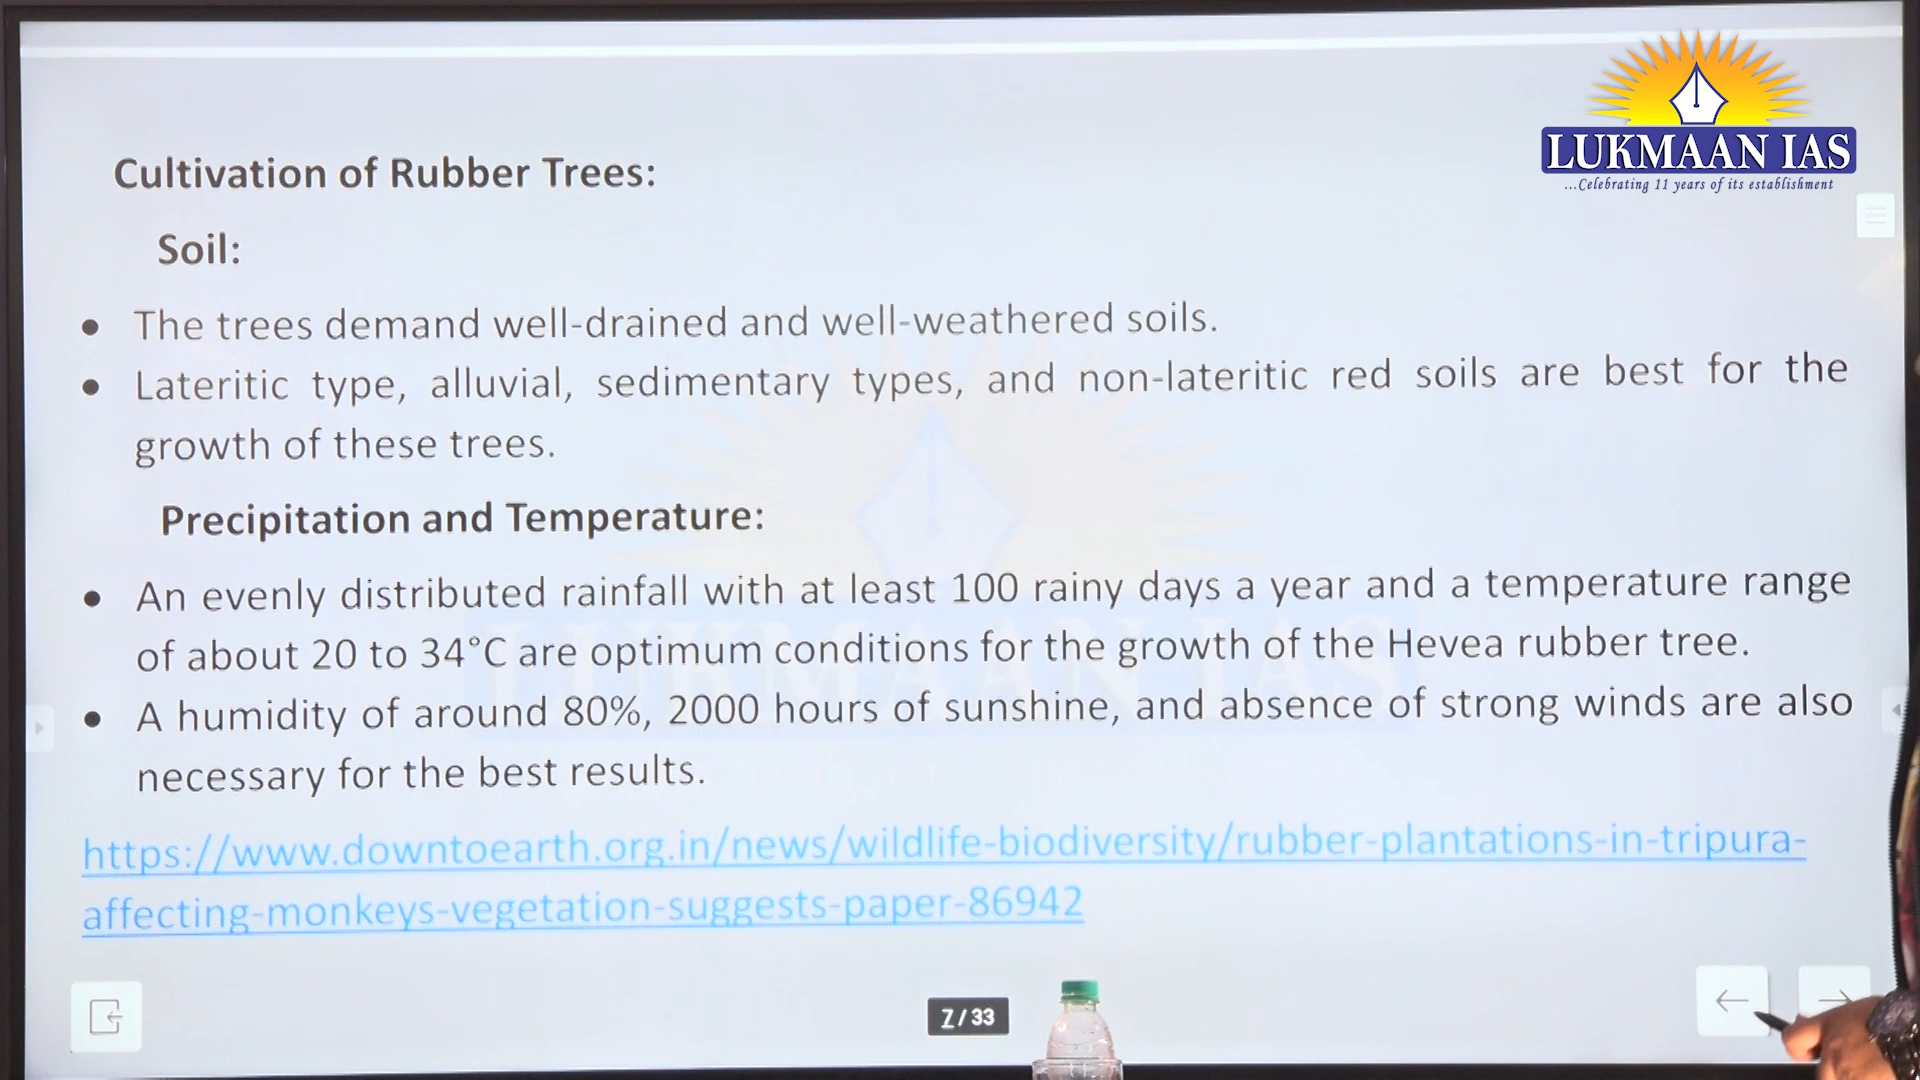 LUKMAAN IAS
...Celebrating 11 years of its establishment
Cultivation of Rubber Trees:
Soil:
● The trees demand well-drained and well-weathered soils.
● Lateritic type, alluvial, sedimentary types, and non-lateritic red soils are best for the
growth of these trees.
Precipitation and Temperature:
● An evenly distributed rainfall with at least 100 rainy days a year and a temperature range
of about 20 to 34°C are optimum conditions for the growth of the Hevea rubber tree.
● A humidity of around 80%, 2000 hours of sunshine, and absence of strong winds are also
necessary for the best results.
https://www.downtoearth.org.in/news/wildlife-biodiversity/rubber-plantations-in-tripura-
affecting-monkeys-vegetation-suggests-paper-86942
LUKMAAN IAS
7/33